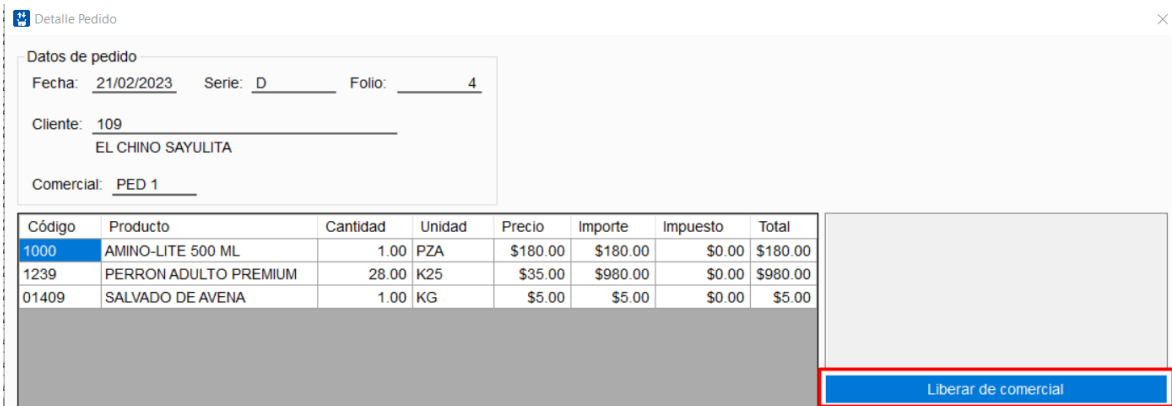 Detalle Pedido
Datos de pedido
Fecha: 21/02/2023 Serie: D Folio: 4
Cliente: 109
EL CHINO SAYULITA
Comercial: PED 1
Código Producto Cantidad Unidad Precio Importe Impuesto Total
1000 AMINO-LITE 500 ML 1.00 PZA $180.00 $180.00 $0.00 $180.00
1239 PERRON ADULTO PREMIUM 28.00 K25 $35.00 $980.00 $0.00 $980.00
01409 SALVADO DE AVENA 1.00 KG $5.00 $5.00 $0.00 $5.00
Liberar de comercial